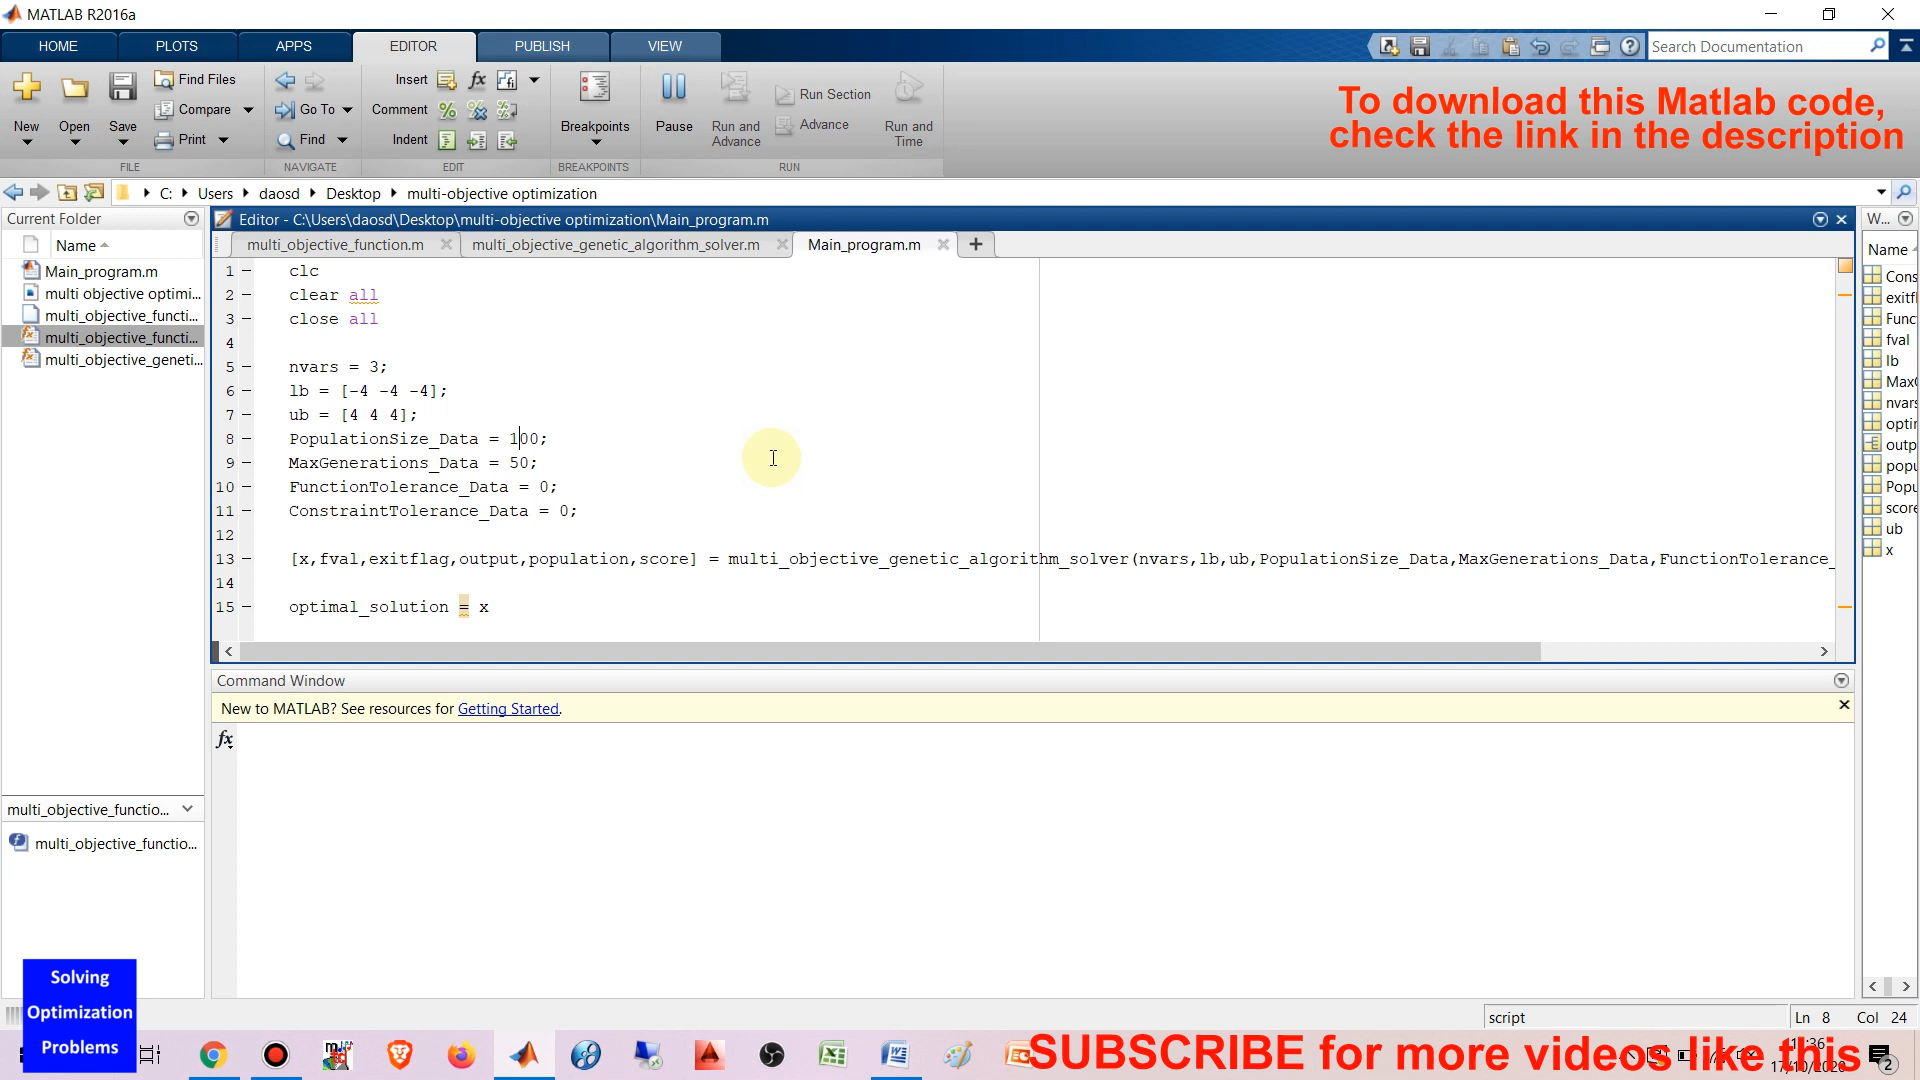 MATLAB R2016a
HOME PLOTS APPS EDITOR PUBLISH VIEW
Search Documentation
Find Files Insert fx
Compare Go To Comment Run Section
Print Find Indent Advance
New Open Save Breakpoints Pause Run and Advance Run and Time
FILE NAVIGATE EDIT BREAKPOINTS RUN
To download this Matlab code,
check the link in the description
C: Users daosd Desktop multi-objective optimization
Current Folder
Name
Main_program.m
multi objective optimi...
multi_objective_functi...
multi_objective_functi...
multi_objective_geneti...
multi_objective_functio...
multi_objective_functio...
Editor - C:\Users\daosd\Desktop\multi-objective optimization\Main_program.m
multi_objective_function.m multi_objective_genetic_algorithm_solver.m Main_program.m
1 clc
2 clear all
3 close all
4
5 nvars = 3;
6 lb = [-4 -4 -4];
7 ub = [4 4 4];
8 PopulationSize_Data = 100;
9 MaxGenerations_Data = 50;
10 FunctionTolerance_Data = 0;
11 ConstraintTolerance_Data = 0;
12
13 [x,fval,exitflag,output,population,score] = multi_objective_genetic_algorithm_solver(nvars,lb,ub,PopulationSize_Data,MaxGenerations_Data,FunctionTolerance_
14
15 optimal_solution = x
Command Window
New to MATLAB? See resources for Getting Started.
fx
W...
Name
Cons
exitfl
Func
fval
lb
Max
nvars
optir
outp
popu
Popu
score
ub
x
script Ln 8 Col 24
Solving
Optimization
Problems
SUBSCRIBE for more videos like this
2